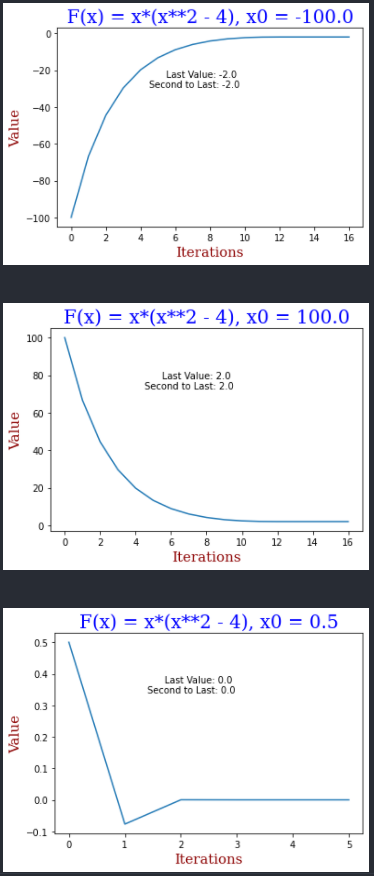 F(x) = x*(x**2 - 4), x0 = -100.0
0
Last Value: -2.0
−20
Second to Last: -2.0
−40
Value
−60
−80
−100
0 2 4 6 8 10 12 14 16
Iterations
F(x) = x*(x**2 - 4), x0 = 100.0
100
80
Last Value: 2.0
Second to Last: 2.0
60
Value
40
20
0
0 2 4 6 8 10 12 14 16
Iterations
F(x) = x*(x**2 - 4), x0 = 0.5
0.5
0.4
Last Value: 0.0
Second to Last: 0.0
0.3
Value
0.2
0.1
0.0
−0.1
0 1 2 3 4 5
Iterations